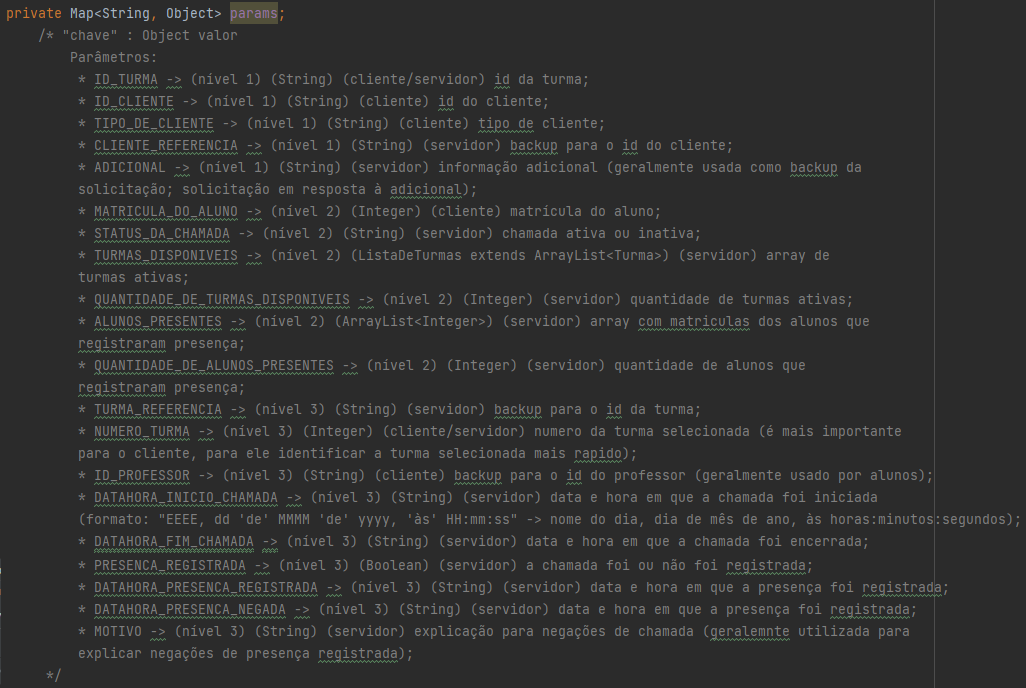 private Map<String, Object> params;
/* "chave" : Object valor
Parâmetros:
* ID_TURMA -> (nível 1) (String) (cliente/servidor) id da turma;
* ID_CLIENTE -> (nível 1) (String) (cliente) id do cliente;
* TIPO_DE_CLIENTE -> (nível 1) (String) (cliente) tipo de cliente;
* CLIENTE_REFERENCIA -> (nível 1) (String) (servidor) backup para o id do cliente;
* ADICIONAL -> (nível 1) (String) (servidor) informação adicional (geralmente usada como backup da
solicitação; solicitação em resposta à adicional);
* MATRICULA_DO_ALUNO -> (nível 2) (Integer) (cliente) matrícula do aluno;
* STATUS_DA_CHAMADA -> (nível 2) (String) (servidor) chamada ativa ou inativa;
* TURMAS_DISPONIVEIS -> (nível 2) (ListaDeTurmas extends ArrayList<Turma>) (servidor) array de
turmas ativas;
* QUANTIDADE_DE_TURMAS_DISPONIVEIS -> (nível 2) (Integer) (servidor) quantidade de turmas ativas;
* ALUNOS_PRESENTES -> (nível 2) (ArrayList<Integer>) (servidor) array com matriculas dos alunos que
registraram presença;
* QUANTIDADE_DE_ALUNOS_PRESENTES -> (nível 2) (Integer) (servidor) quantidade de alunos que
registraram presença;
* TURMA_REFERENCIA -> (nível 3) (String) (servidor) backup para o id da turma;
* NUMERO_TURMA -> (nível 3) (Integer) (cliente/servidor) numero da turma selecionada (é mais importante
para o cliente, para ele identificar a turma selecionada mais rapido);
* ID_PROFESSOR -> (nível 3) (String) (cliente) backup para o id do professor (geralmente usado por alunos);
* DATAHORA_INICIO_CHAMADA -> (nível 3) (String) (servidor) data e hora em que a chamada foi iniciada
(formato: "EEEE, dd 'de' MMMM 'de' yyyy, 'às' HH:mm:ss" -> nome do dia, dia de mês de ano, às horas:minutos:segundos);
* DATAHORA_FIM_CHAMADA -> (nível 3) (String) (servidor) data e hora em que a chamada foi encerrada;
* PRESENCA_REGISTRADA -> (nível 3) (Boolean) (servidor) a chamada foi ou não foi registrada;
* DATAHORA_PRESENCA_REGISTRADA -> (nível 3) (String) (servidor) data e hora em que a presença foi registrada;
* DATAHORA_PRESENCA_NEGADA -> (nível 3) (String) (servidor) data e hora em que a presença foi registrada;
* MOTIVO -> (nível 3) (String) (servidor) explicação para negações de chamada (geralemnte utilizada para
explicar negações de presença registrada);
*/